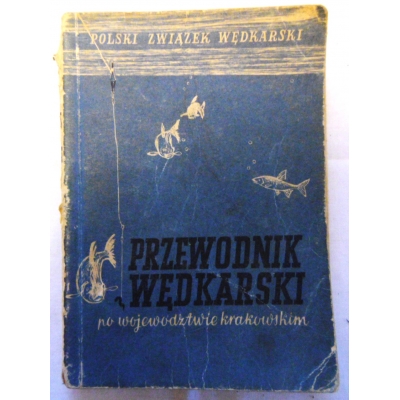 POLSKI ZWIĄZEK WĘDKARSKI
PRZEWODNIK
WĘDKARSKI
po województwie krakowskim